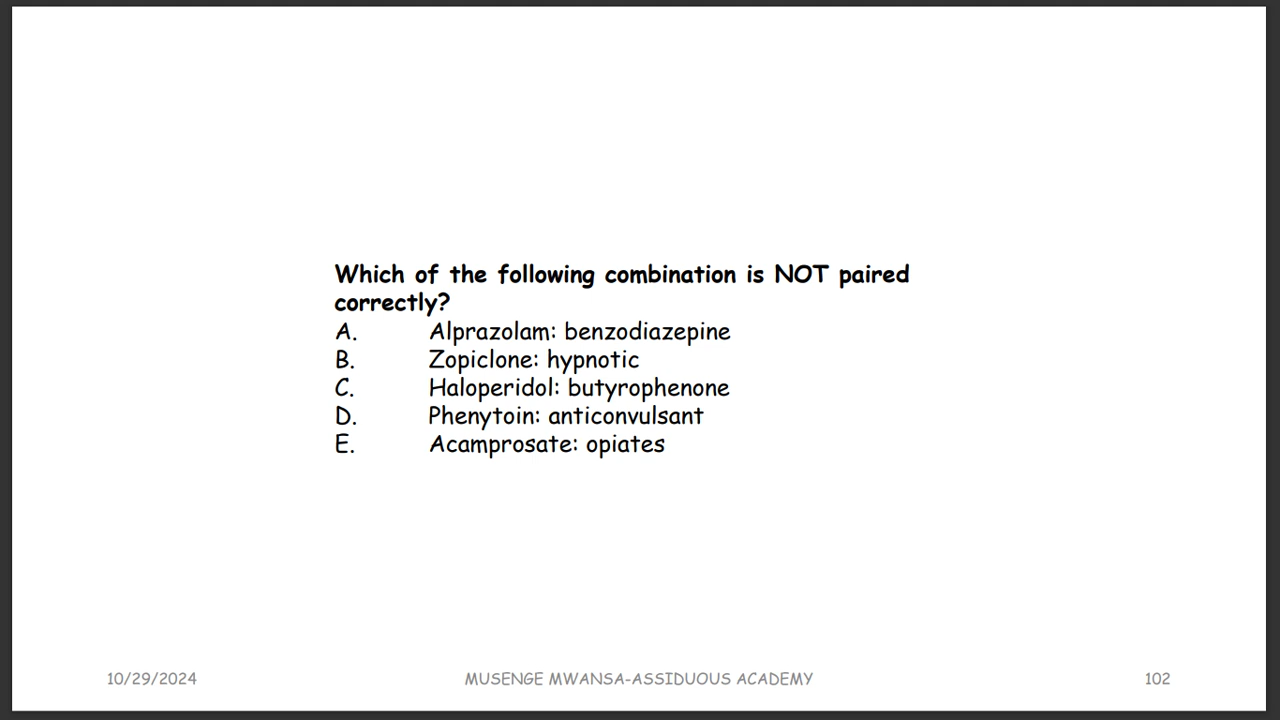 Which of the following combination is NOT paired
correctly?
A. Alprazolam: benzodiazepine
B. Zopiclone: hypnotic
C. Haloperidol: butyrophenone
D. Phenytoin: anticonvulsant
E. Acamprosate: opiates
10/29/2024 MUSENGE MWANSA-ASSIDUOUS ACADEMY 102